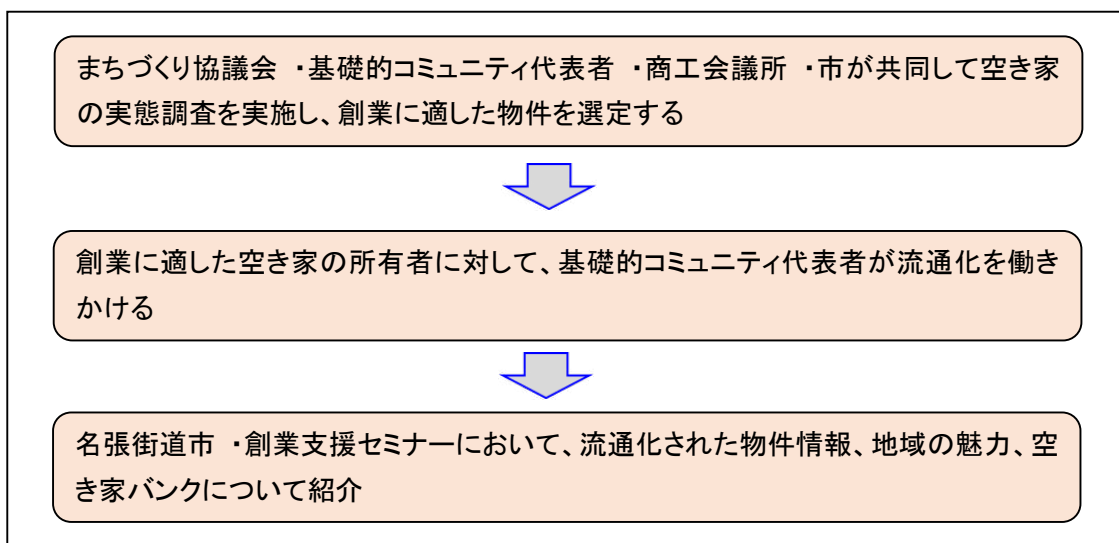 まちづくり協議会 ・基礎的コミュニティ代表者 ・商工会議所 ・市が共同して空き家
の実態調査を実施し、創業に適した物件を選定する
創業に適した空き家の所有者に対して、基礎的コミュニティ代表者が流通化を働き
かける
名張街道市 ・創業支援セミナーにおいて、流通化された物件情報、地域の魅力、空
き家バンクについて紹介